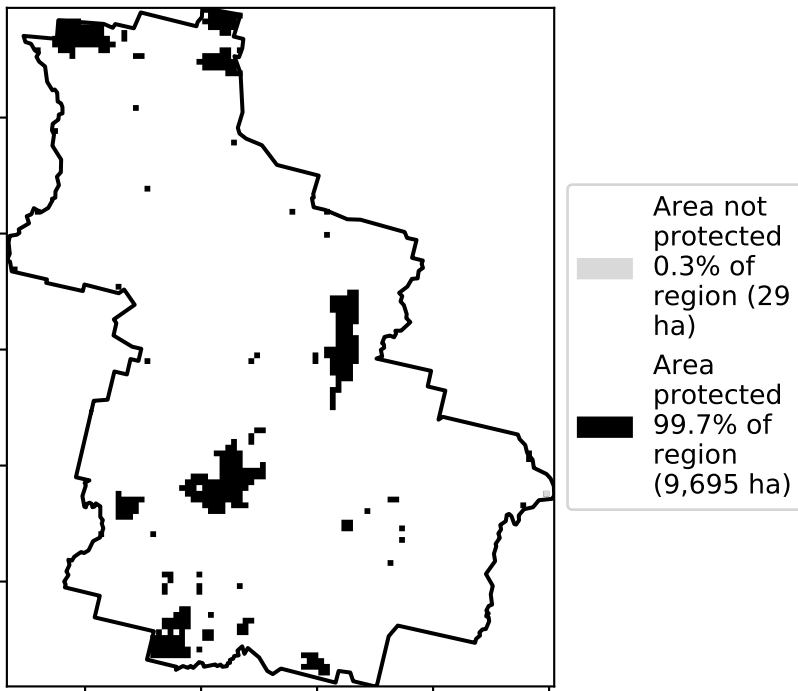 Area not
protected
0.3% of
region (29
ha)
Area
protected
99.7% of
region
(9,695 ha)